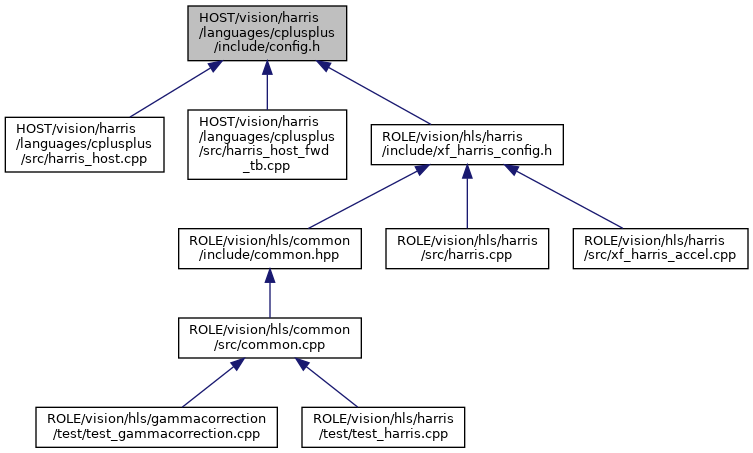 HOST/vision/harris
/languages/cplusplus
/include/config.h
HOST/vision/harris
/languages/cplusplus
/src/harris_host.cpp
HOST/vision/harris
/languages/cplusplus
/src/harris_host_fwd
_tb.cpp
ROLE/vision/hls/harris
/include/xf_harris_config.h
ROLE/vision/hls/common
/include/common.hpp
ROLE/vision/hls/harris
/src/harris.cpp
ROLE/vision/hls/harris
/src/xf_harris_accel.cpp
ROLE/vision/hls/common
/src/common.cpp
ROLE/vision/hls/gammacorrection
/test/test_gammacorrection.cpp
ROLE/vision/hls/harris
/test/test_harris.cpp